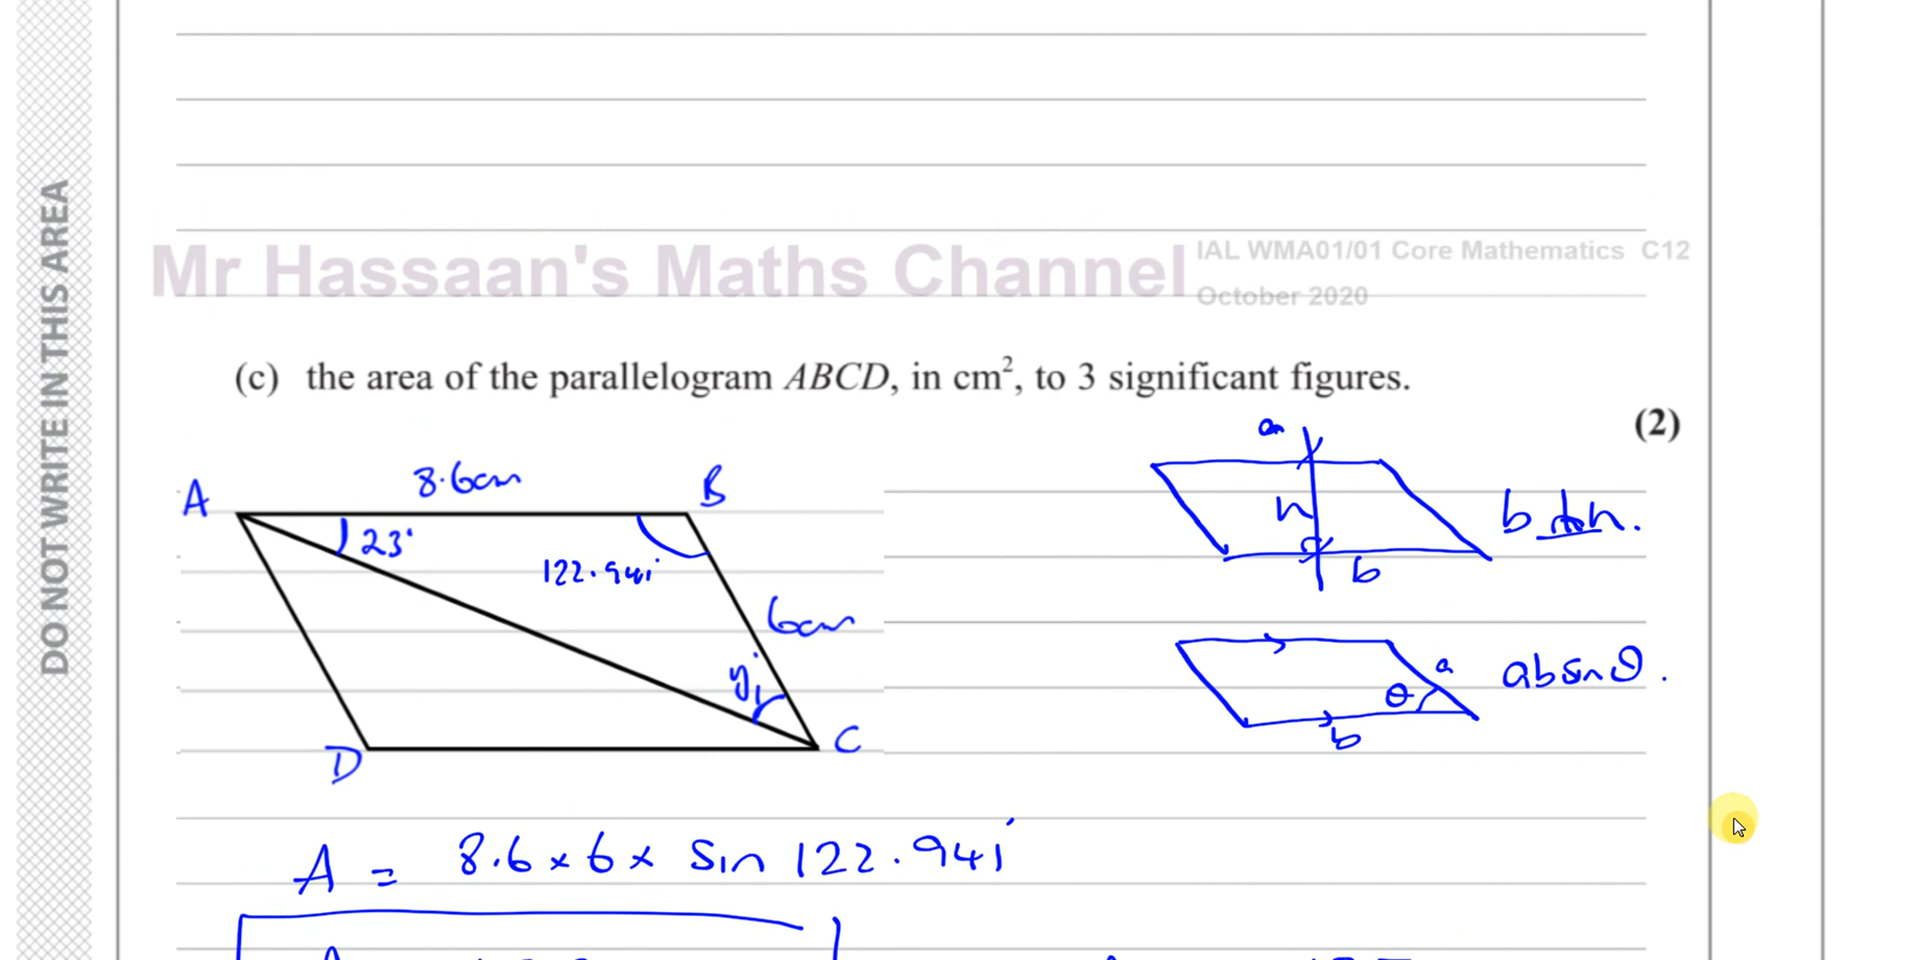 DO NOT WRITE IN THIS AREA
Mr Hassaan's Maths Channel
IAL WMA01/01 Core Mathematics C12
October 2020
(c) the area of the parallelogram ABCD, in cm², to 3 significant figures.
(2)
A 8.6cm B
23°
122.941
6cm
y
D C
a
h
b
b × h.
a
θ
b
ab sin θ.
A = 8.6 × 6 × sin 122.941